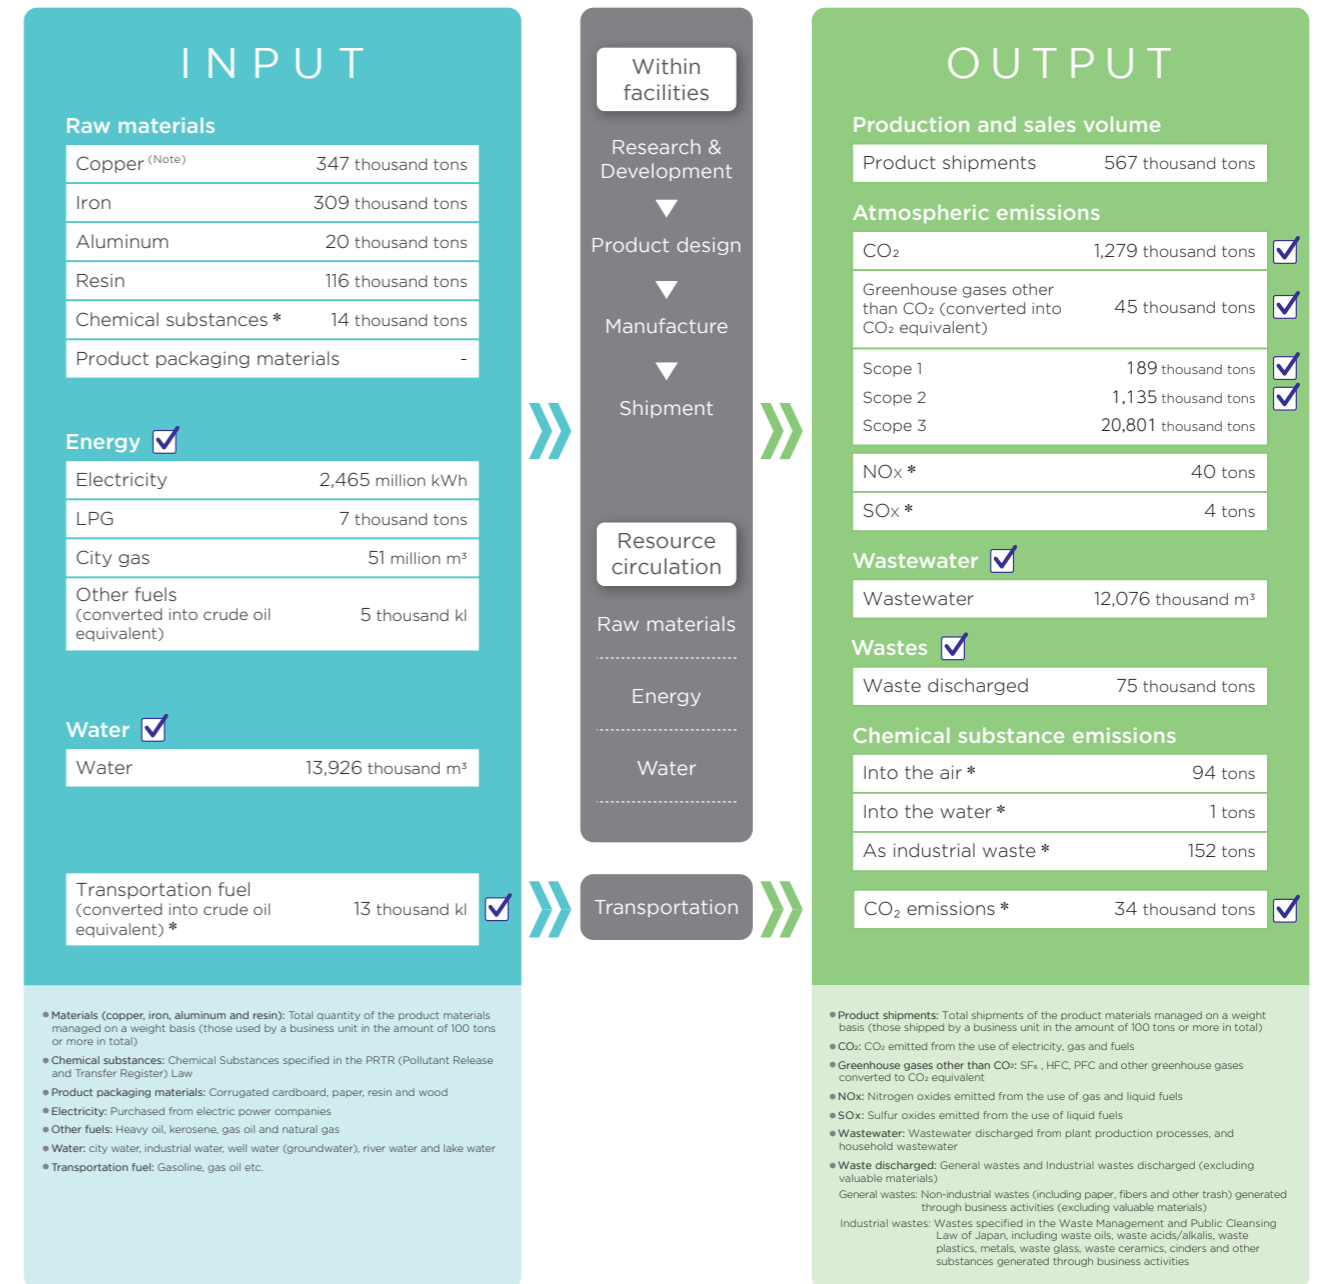 INPUT
Raw materials
Copper (Note) 347 thousand tons
Iron 309 thousand tons
Aluminum 20 thousand tons
Resin 116 thousand tons
Chemical substances * 14 thousand tons
Product packaging materials -
Energy
Electricity 2,465 million kWh
LPG 7 thousand tons
City gas 51 million m³
Other fuels
(converted into crude oil
equivalent) 5 thousand kl
Water
Water 13,926 thousand m³
Transportation fuel
(converted into crude oil
equivalent) * 13 thousand kl
● Materials (copper, iron, aluminum and resin): Total quantity of the product materials
managed on a weight basis (those used by a business unit in the amount of 100 tons
or more in total)
● Chemical substances: Chemical Substances specified in the PRTR (Pollutant Release
and Transfer Register) Law
● Product packaging materials: Corrugated cardboard, paper, resin and wood
● Electricity: Purchased from electric power companies
● Other fuels: Heavy oil, kerosene, gas oil and natural gas
● Water: city water, industrial water, well water (groundwater), river water and lake water
● Transportation fuel: Gasoline, gas oil etc.
Within
facilities
Research &
Development
Product design
Manufacture
Shipment
Resource
circulation
Raw materials
Energy
Water
Transportation
OUTPUT
Production and sales volume
Product shipments 567 thousand tons
Atmospheric emissions
CO₂ 1,279 thousand tons
Greenhouse gases other
than CO₂ (converted into
CO₂ equivalent) 45 thousand tons
Scope 1 189 thousand tons
Scope 2 1,135 thousand tons
Scope 3 20,801 thousand tons
NOx * 40 tons
SOx * 4 tons
Wastewater
Wastewater 12,076 thousand m³
Wastes
Waste discharged 75 thousand tons
Chemical substance emissions
Into the air * 94 tons
Into the water * 1 tons
As industrial waste * 152 tons
CO₂ emissions * 34 thousand tons
● Product shipments: Total shipments of the product materials managed on a weight
basis (those shipped by a business unit in the amount of 100 tons or more in total)
● CO₂: CO₂ emitted from the use of electricity, gas and fuels
● Greenhouse gases other than CO₂: SF₆ , HFC, PFC and other greenhouse gases
converted to CO₂ equivalent
● NOx: Nitrogen oxides emitted from the use of gas and liquid fuels
● SOx: Sulfur oxides emitted from the use of liquid fuels
● Wastewater: Wastewater discharged from plant production processes, and
household wastewater
● Waste discharged: General wastes and Industrial wastes discharged (excluding
valuable materials)
General wastes: Non-industrial wastes (including paper, fibers and other trash) generated
through business activities (excluding valuable materials)
Industrial wastes: Wastes specified in the Waste Management and Public Cleansing
Law of Japan, including waste oils, waste acids/alkalis, waste
plastics, metals, waste glass, waste ceramics, cinders and other
substances generated through business activities